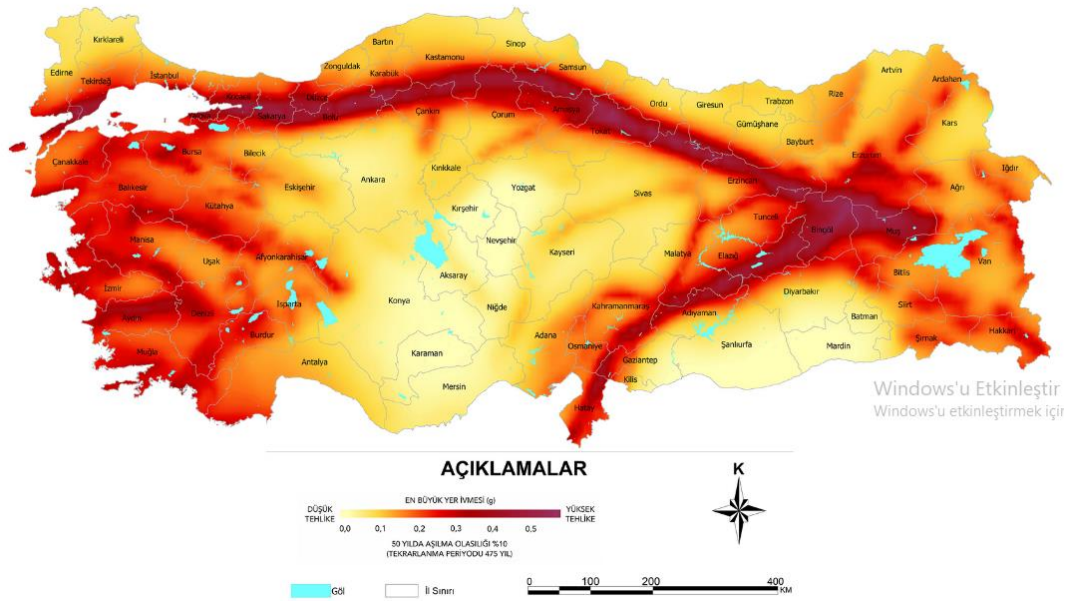 Kırklareli
Edirne
Tekirdağ
İstanbul
Kocaeli
Yalova
Sakarya
Düzce
Bolu
Zonguldak
Bartın
Karabük
Kastamonu
Sinop
Samsun
Çankırı
Çorum
Amasya
Tokat
Ordu
Giresun
Trabzon
Gümüşhane
Rize
Bayburt
Artvin
Ardahan
Kars
Iğdır
Ağrı
Erzurum
Erzincan
Çanakkale
Balıkesir
Bursa
Bilecik
Eskişehir
Kütahya
Ankara
Kırıkkale
Kırşehir
Yozgat
Nevşehir
Sivas
Kayseri
Tunceli
Bingöl
Muş
Elazığ
Malatya
Bitlis
Van
Manisa
Uşak
Afyonkarahisar
İzmir
Aydın
Denizli
Isparta
Burdur
Muğla
Antalya
Konya
Aksaray
Niğde
Karaman
Mersin
Adana
Kahramanmaraş
Osmaniye
Gaziantep
Kilis
Hatay
Adıyaman
Şanlıurfa
Diyarbakır
Batman
Mardin
Siirt
Şırnak
Hakkari
Windows'u Etkinleştir
Windows'u etkinleştirmek içir
AÇIKLAMALAR
EN BÜYÜK YER İVMESİ (g)
DÜŞÜK
TEHLİKE
YÜKSEK
TEHLİKE
0,0 0,1 0,2 0,3 0,4 0,5
50 YILDA AŞILMA OLASILIĞI %10
(TEKRARLANMA PERİYODU 475 YIL)
K
Göl
İl Sınırı
0 100 200 400
KM